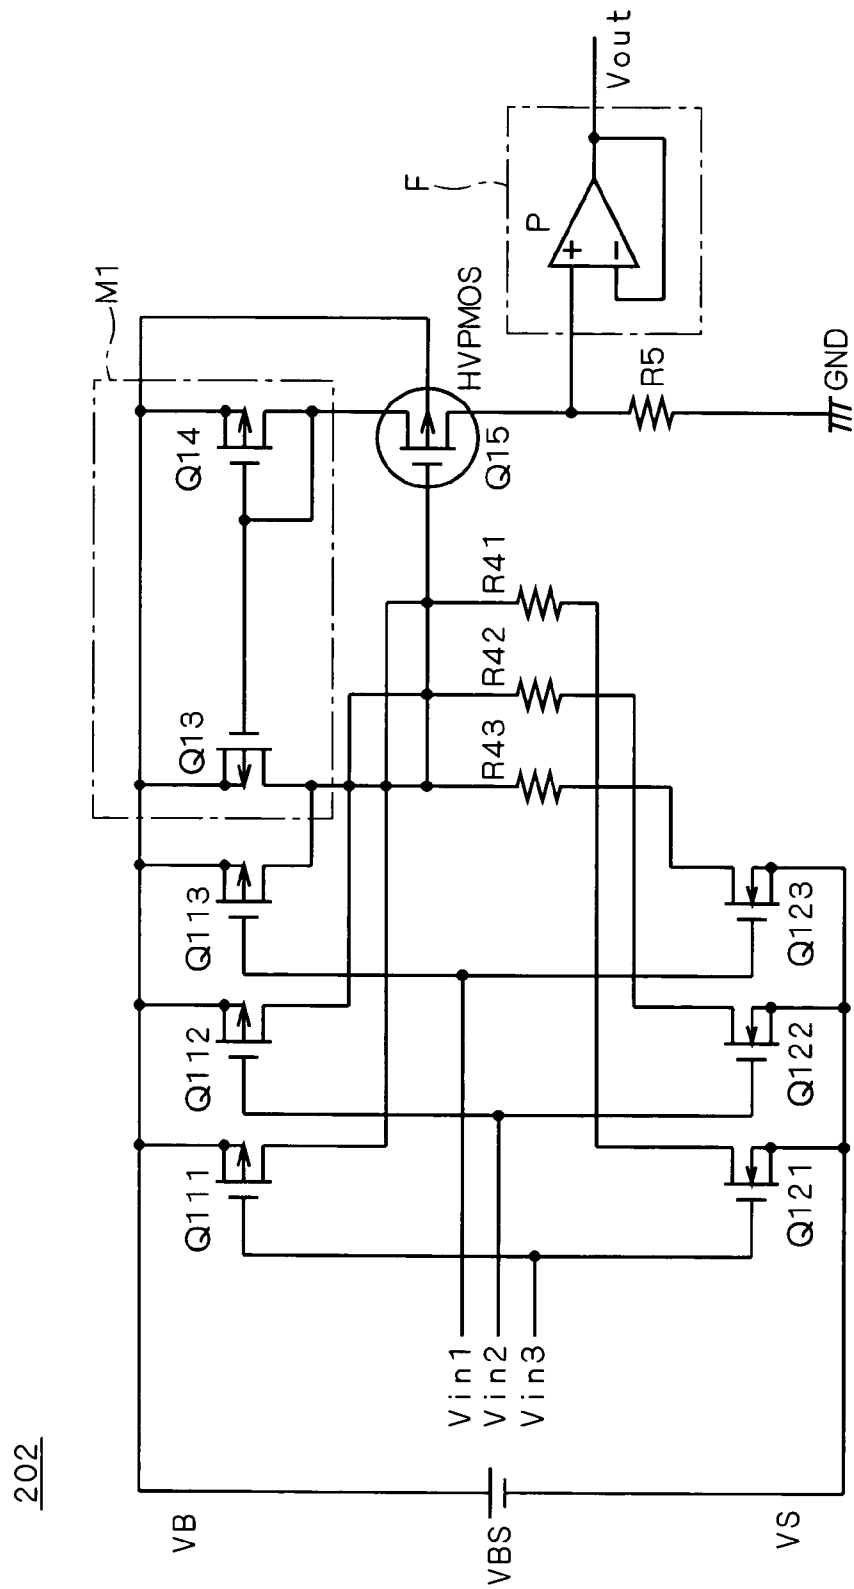 202
VB
VBS
VS
Vin1
Vin2
Vin3
Q111
Q112
Q113
Q121
Q122
Q123
Q13
Q14
M1
R43
R42
R41
Q15
HVPMOS
R5
GND
F
P
+
−
Vout